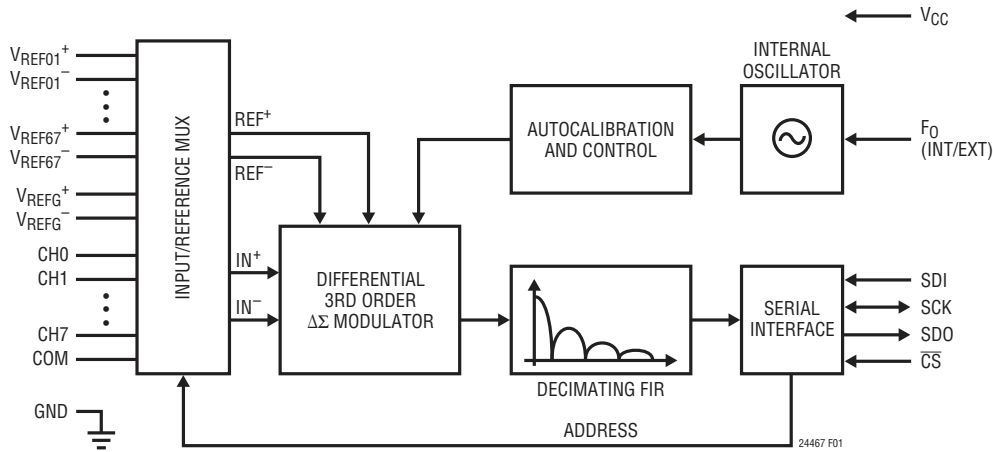 VREF01+
VREF01–
VREF67+
VREF67–
VREFG+
VREFG–
CH0
CH1
CH7
COM
GND
INPUT/REFERENCE MUX
REF+
REF–
IN+
IN–
DIFFERENTIAL
3RD ORDER
ΔΣ MODULATOR
AUTOCALIBRATION
AND CONTROL
INTERNAL
OSCILLATOR
VCC
FO
(INT/EXT)
DECIMATING FIR
SERIAL
INTERFACE
SDI
SCK
SDO
CS
ADDRESS
24467 F01